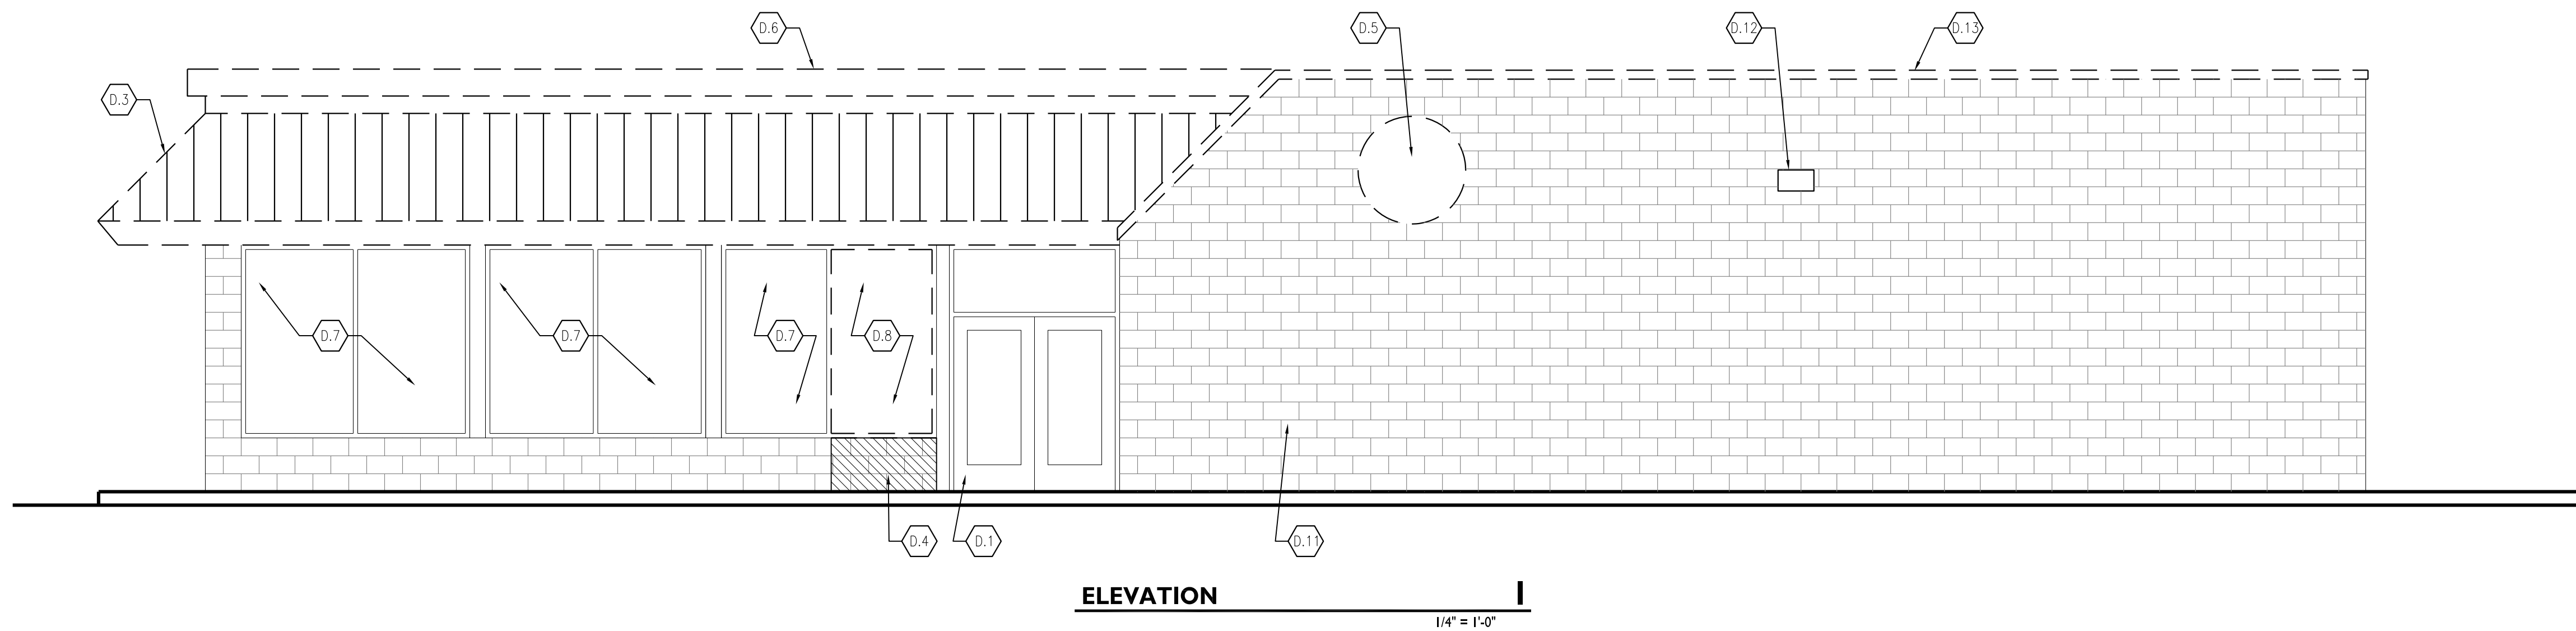 D.6
D.5
D.12
D.13
D.3
D.7
D.7
D.7
D.8
D.4
D.1
D.11
ELEVATION 1
1/4" = 1'-0"